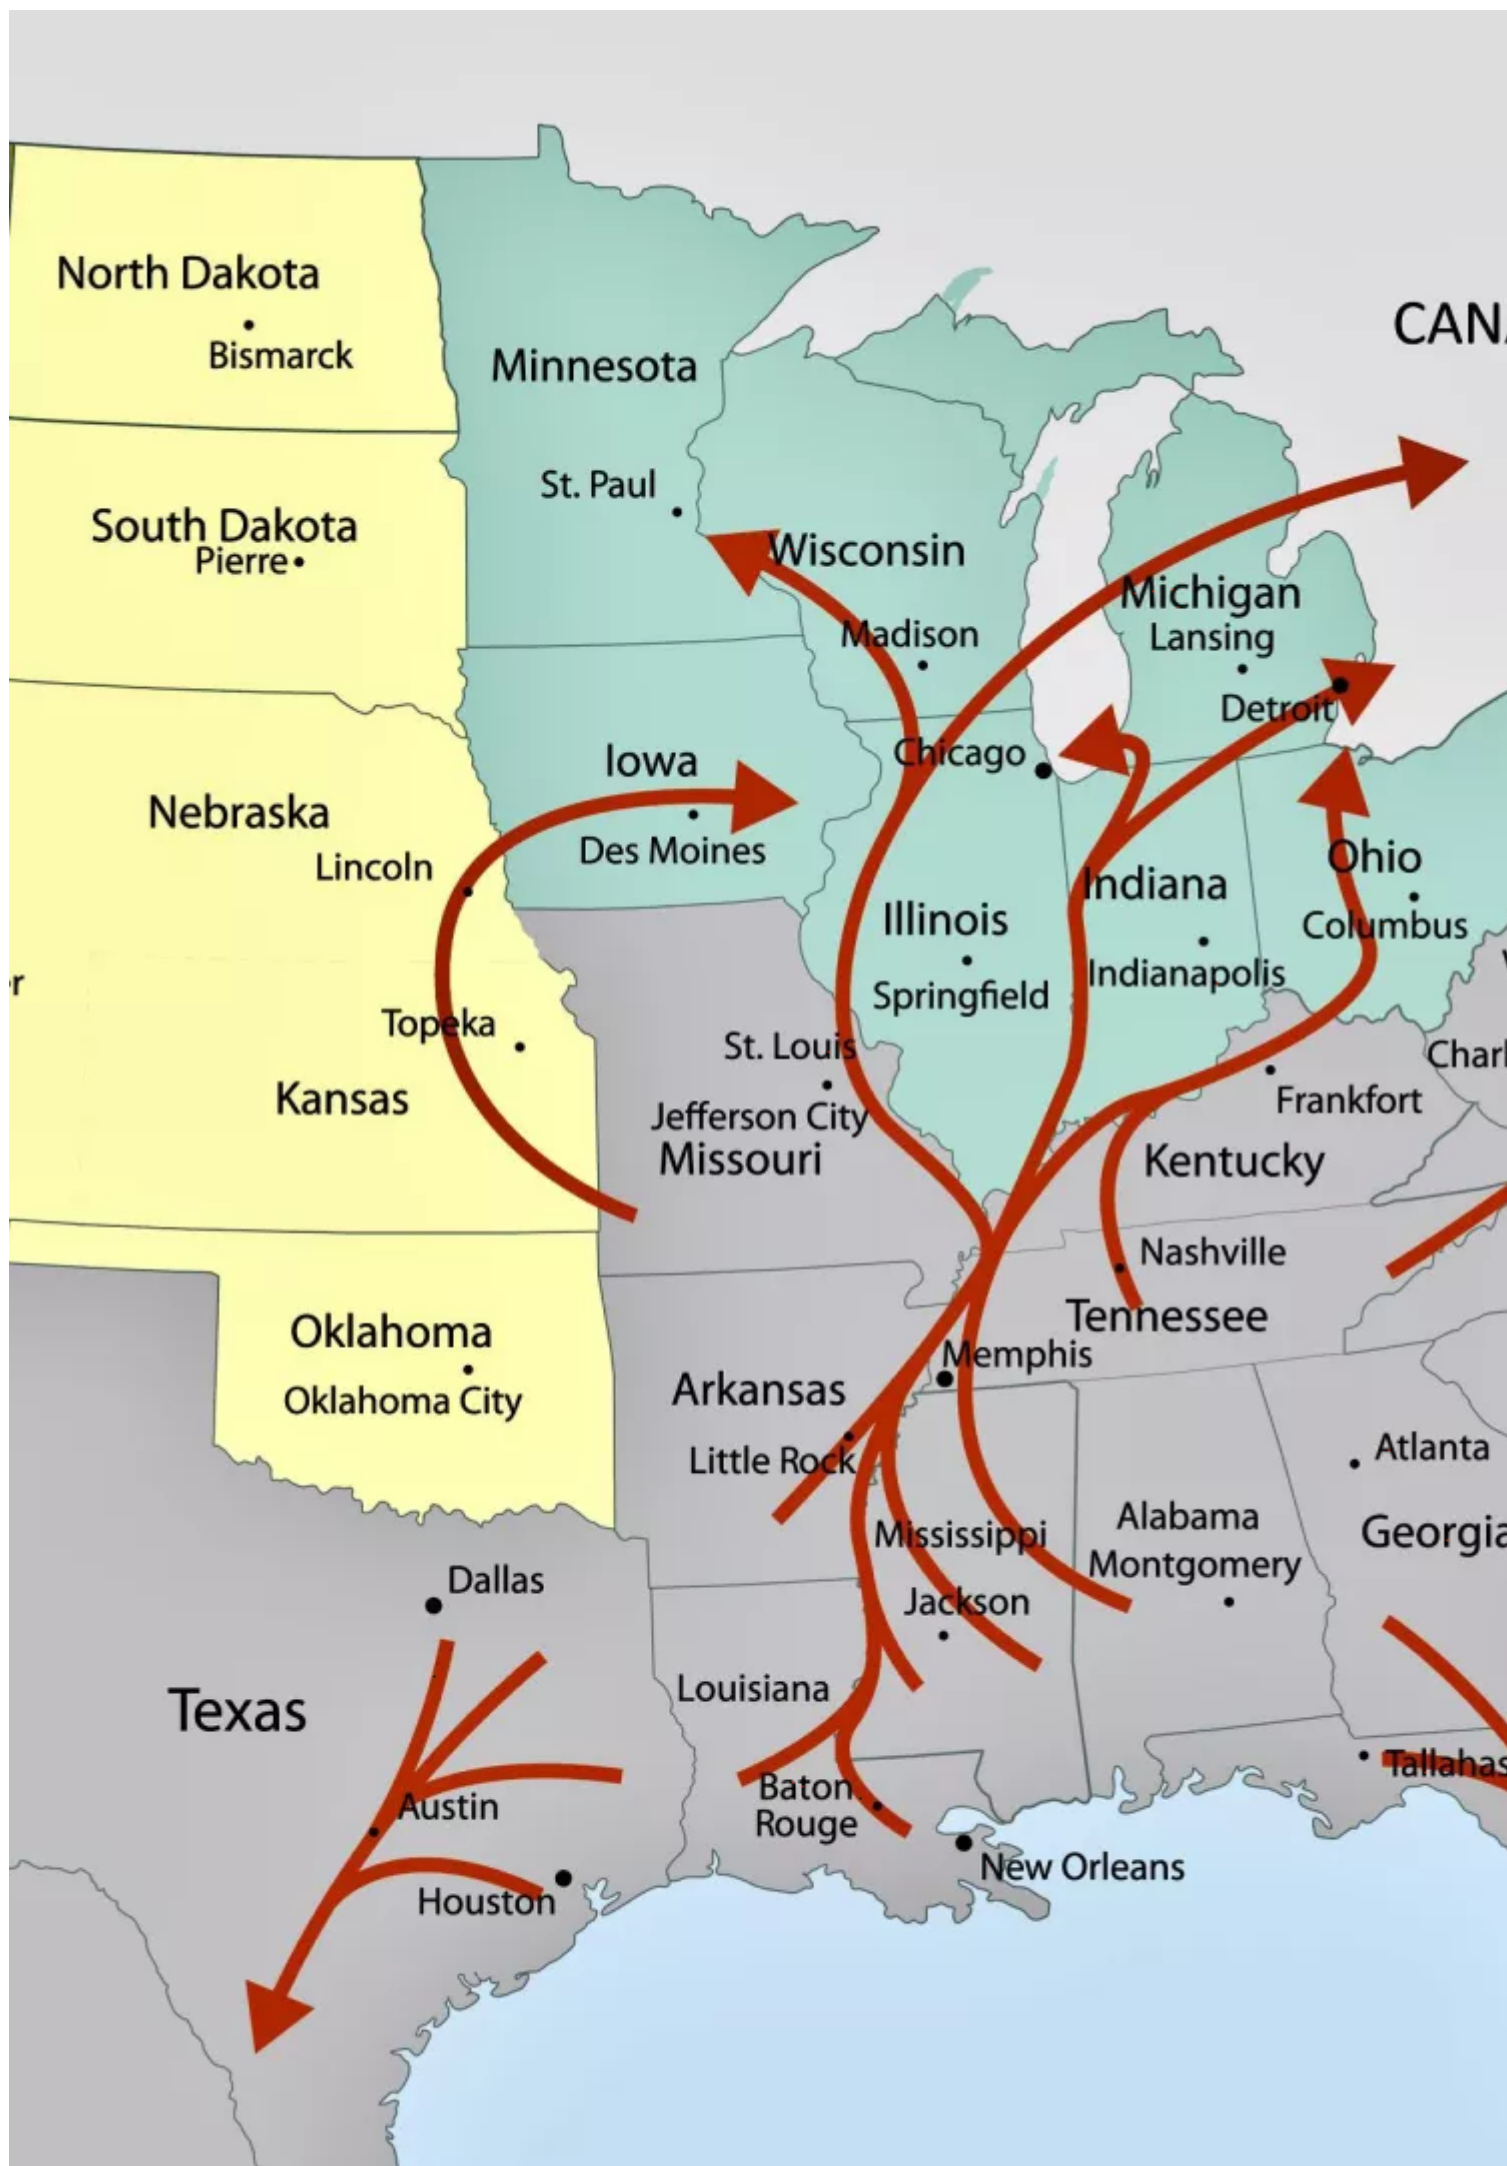 North Dakota
Bismarck
Minnesota
CAN
St. Paul
South Dakota
Pierre
Wisconsin
Michigan
Madison
Lansing
Detroit
Chicago
Iowa
Nebraska
Des Moines
Lincoln
Ohio
Indiana
Illinois
Columbus
Indianapolis
er
Springfield
Topeka
St. Louis
Charl
Kansas
Frankfort
Jefferson City
Missouri
Kentucky
Nashville
Tennessee
Oklahoma
Memphis
Arkansas
Oklahoma City
Atlanta
Little Rock
Alabama
Georgia
Mississippi
Montgomery
Dallas
Jackson
Louisiana
Texas
Tallahas
Baton
Rouge
Austin
New Orleans
Houston